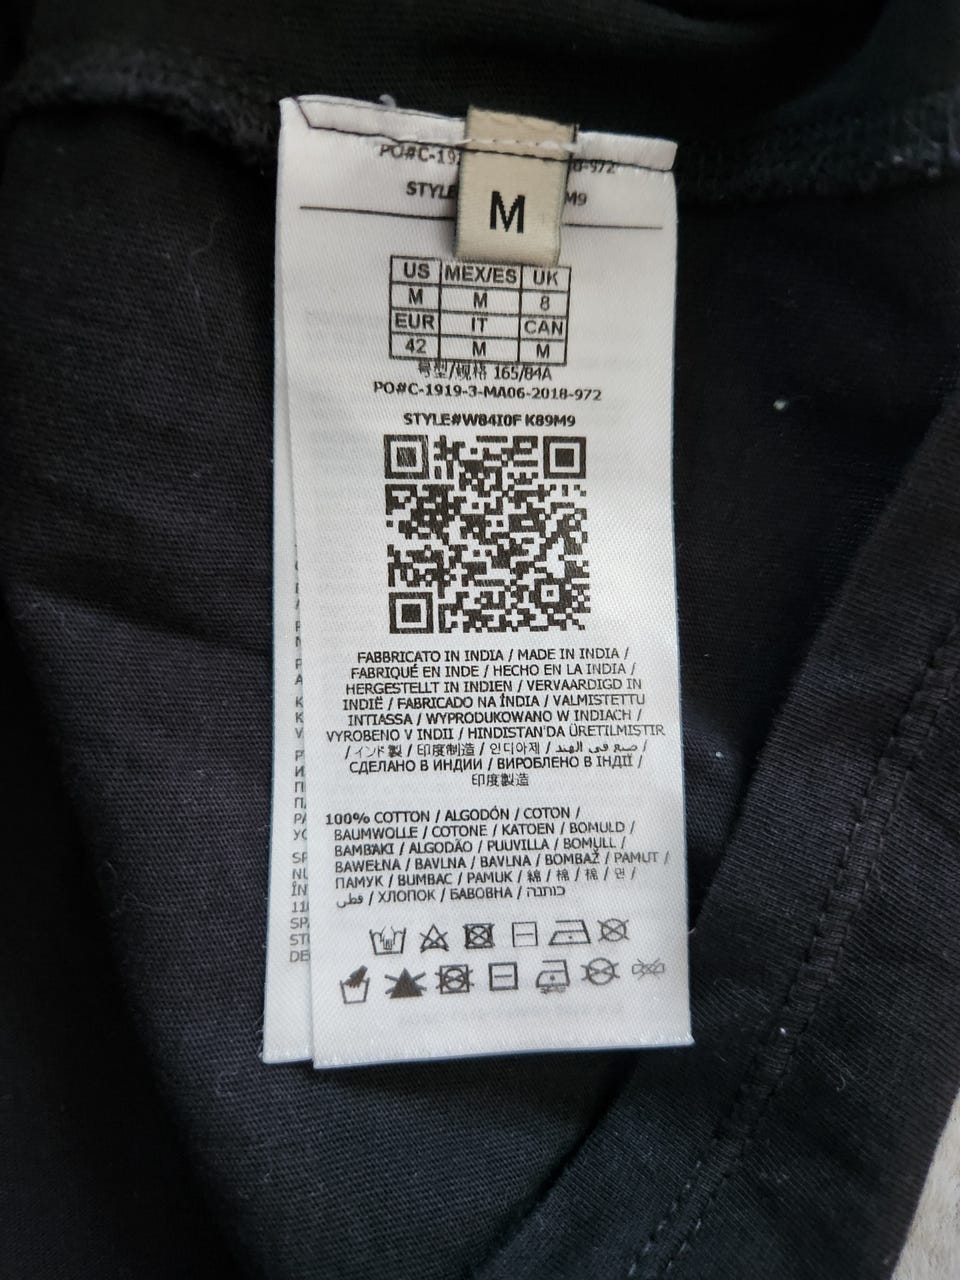 PO#C-19
8-972
STYLE
M9
M
US MEX/ES UK
M M 8
EUR IT CAN
42 M M
号型/规格 165/84A
PO#C-1919-3-MA06-2018-972
STYLE#W84I0F K89M9
FABBRICATO IN INDIA / MADE IN INDIA /
FABRIQUÉ EN INDE / HECHO EN LA INDIA /
HERGESTELLT IN INDIEN / VERVAARDIGD IN
INDIË / FABRICADO NA ÍNDIA / VALMISTETTU
INTIASSA / WYPRODUKOWANO W INDIACH /
VYROBENO V INDII / HINDISTAN'DA ÜRETILMISTIR
/ インド製 / 印度制造 / 인디아제 / صنع في الهند /
СДЕЛАНО В ИНДИИ / ВИРОБЛЕНО В ІНДІЇ /
印度製造
100% COTTON / ALGODÓN / COTON /
BAUMWOLLE / COTONE / KATOEN / BOMULD /
BAMBAKI / ALGODÃO / PUUVILLA / BOMULL /
BAWEŁNA / BAVLNA / BAVLNA / BOMBAŽ / PAMUT /
ПАМУК / BUMBAC / PAMUK / 綿 / 棉 / 棉 / 면 /
قطن / ХЛОПОК / БАВОВНА / כותנה